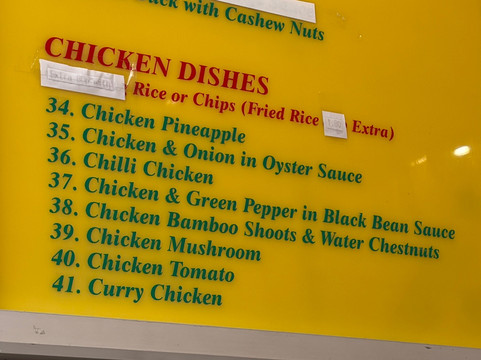 with Cashew Nuts
CHICKEN DISHES
Rice or Chips (Fried Rice Extra)
34. Chicken Pineapple
35. Chicken & Onion in Oyster Sauce
36. Chilli Chicken
37. Chicken & Green Pepper in Black Bean Sauce
38. Chicken Bamboo Shoots & Water Chestnuts
39. Chicken Mushroom
40. Chicken Tomato
41. Curry Chicken